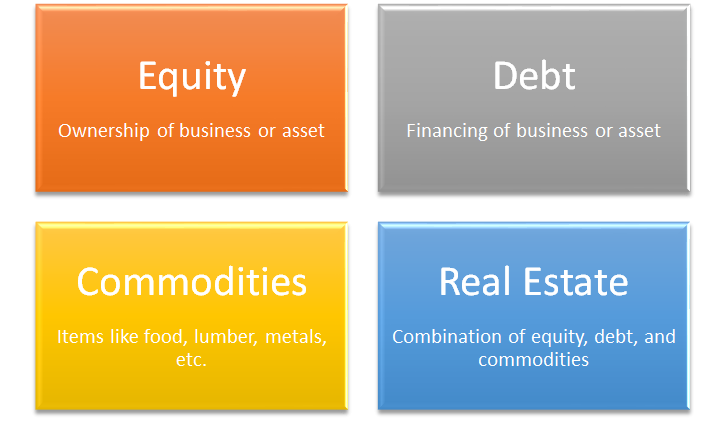 Equity
Ownership of business or asset
Debt
Financing of business or asset
Commodities
Items like food, lumber, metals,
etc.
Real Estate
Combination of equity, debt, and
commodities